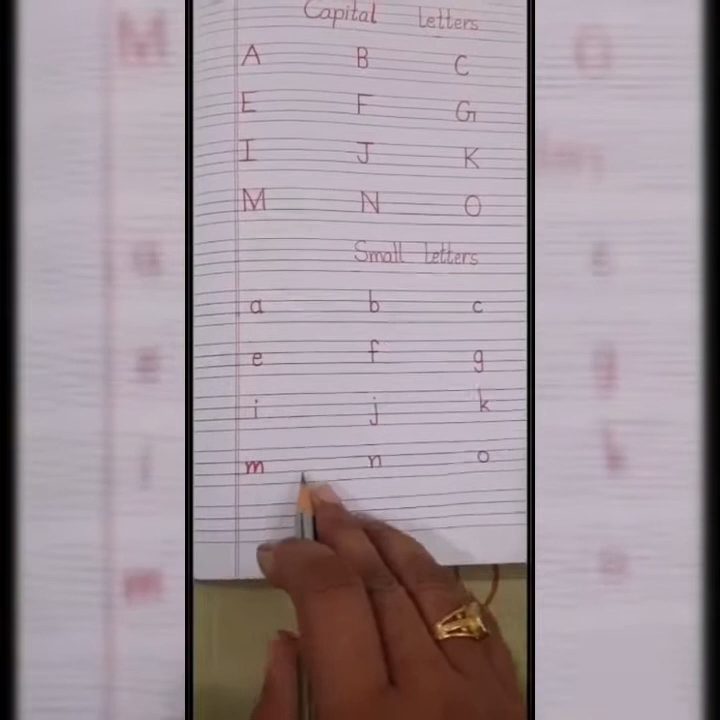 Capital Letters
A B C
E F G
I J K
M N O
Small Letters
a b c
e f g
i j k
m n o